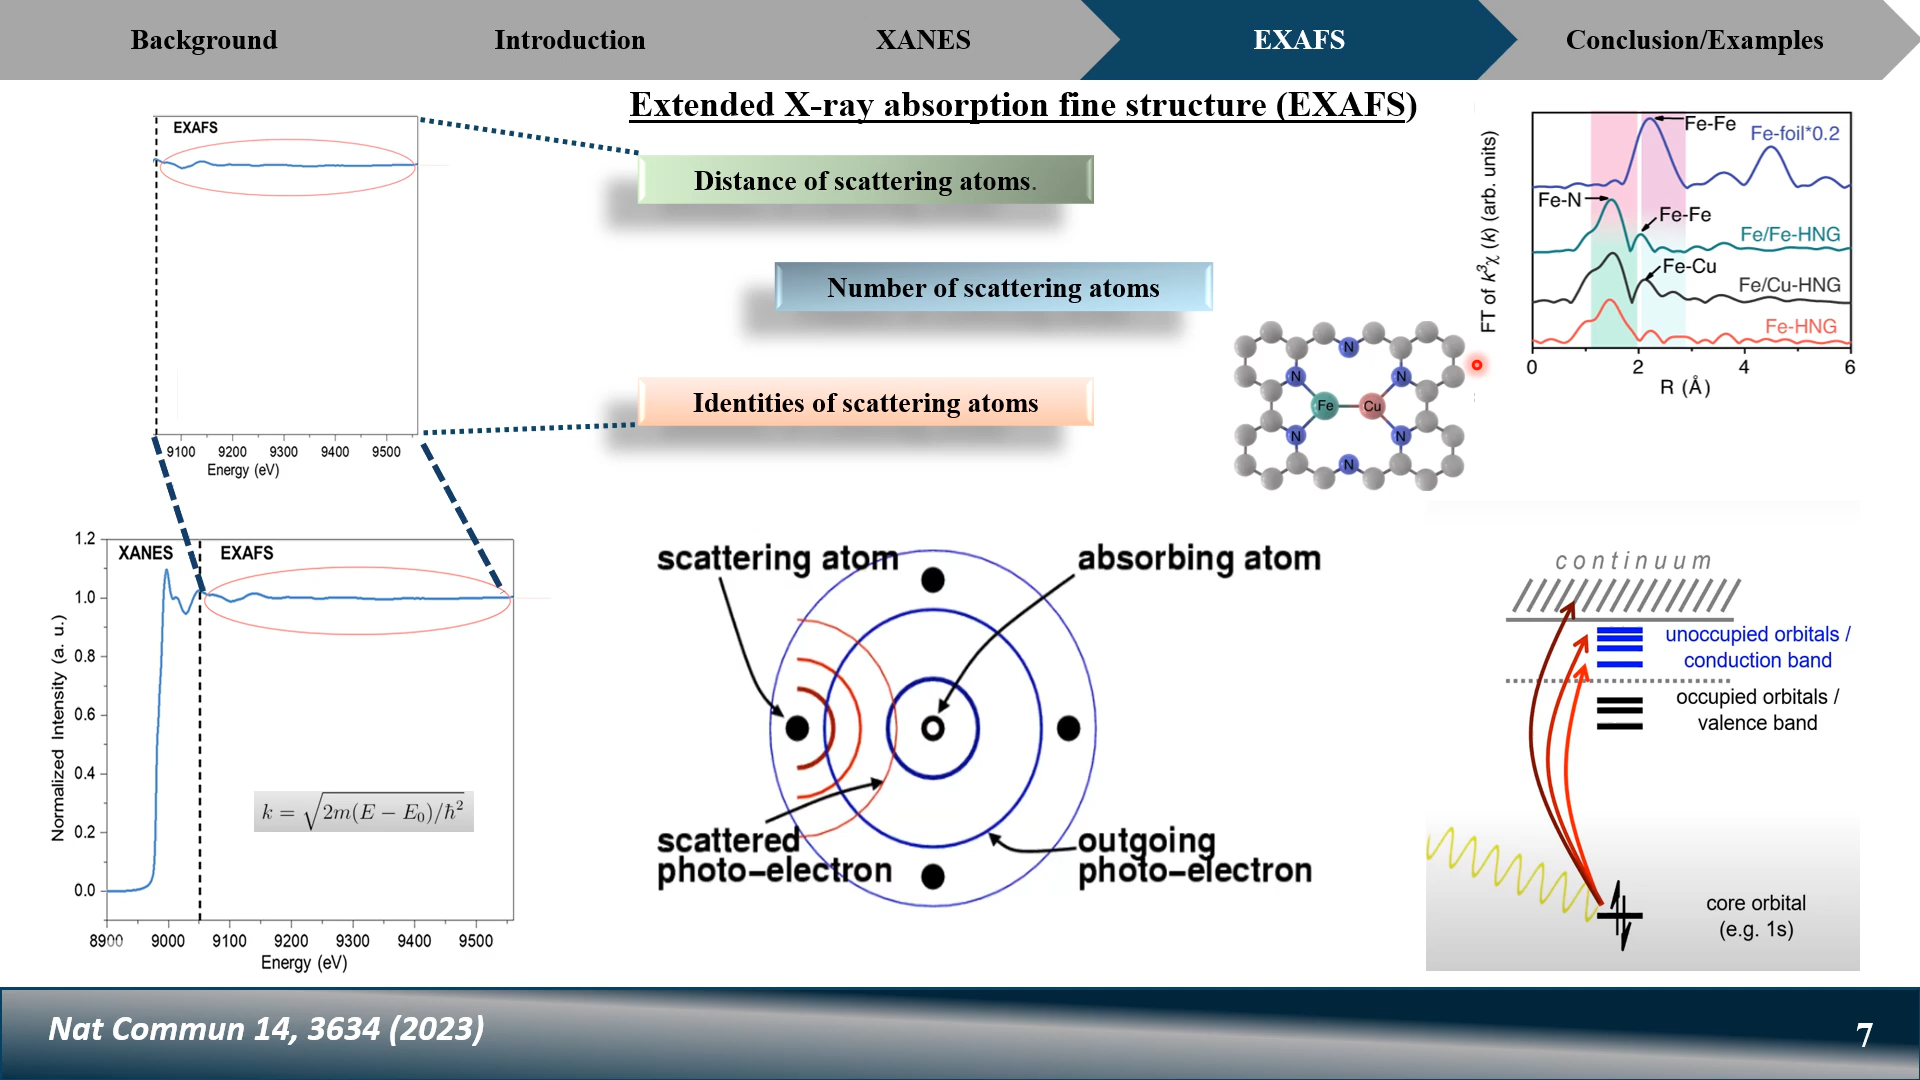 Background
Introduction
XANES
EXAFS
Conclusion/Examples
Extended X-ray absorption fine structure (EXAFS)
EXAFS
9100 9200 9300 9400 9500
Energy (eV)
Distance of scattering atoms.
Number of scattering atoms
Identities of scattering atoms
N
N
N
Fe
Cu
N
N
N
FT of k³χ (k) (arb. units)
Fe-Fe
Fe-foil*0.2
Fe-N
Fe-Fe
Fe/Fe-HNG
Fe-Cu
Fe/Cu-HNG
Fe-HNG
0 2 4 6
R (Å)
XANES
EXAFS
Normalized Intensity (a. u.)
1.2
1.0
0.8
0.6
0.4
0.2
0.0
k = √2m(E − E₀)/ħ²
8900 9000 9100 9200 9300 9400 9500
Energy (eV)
scattering atom
absorbing atom
scattered
photo-electron
outgoing
photo-electron
continuum
unoccupied orbitals /
conduction band
occupied orbitals /
valence band
core orbital
(e.g. 1s)
Nat Commun 14, 3634 (2023)
7